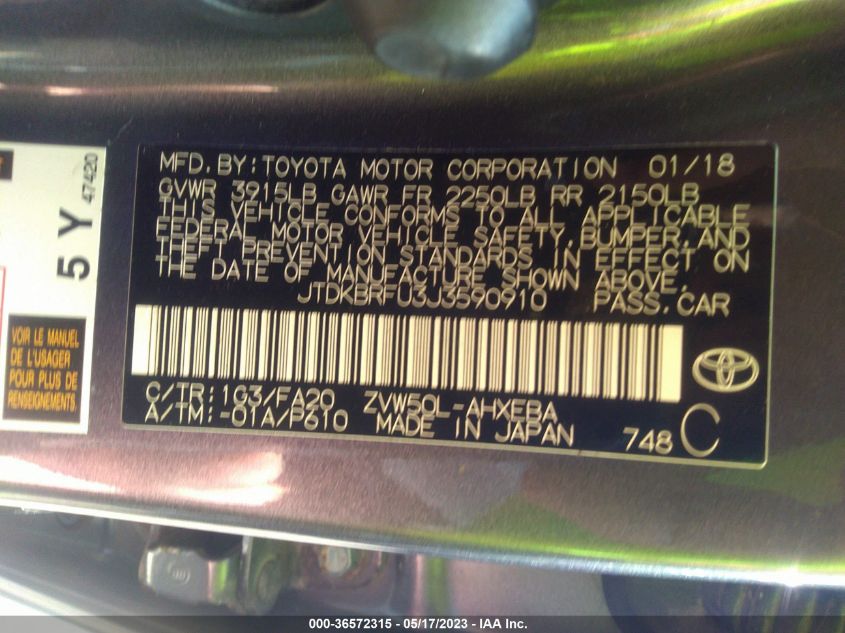 MFD.BY:TOYOTA MOTOR CORPORATION 01/18
GVWR 3915LB GAWR FR 2250LB RR 2150LB
THIS VEHICLE CONFORMS TO ALL APPLICABLE
FEDERAL MOTOR VEHICLE SAFETY,BUMPER,AND
THEFT PREVENTION STANDARDS IN EFFECT ON
THE DATE OF MANUFACTURE SHOWN ABOVE.
JTDKBRFU3J3590910 PASS.CAR
C/TR:1G3/FA20 ZVW50L-AHXEBA
A/TM:-01A/P610 MADE IN JAPAN 748 C
5Y
47420
VOIR LE MANUEL
DE L'USAGER
POUR PLUS DE
RENSEIGNEMENTS
000-36572315 - 05/17/2023 - IAA Inc.